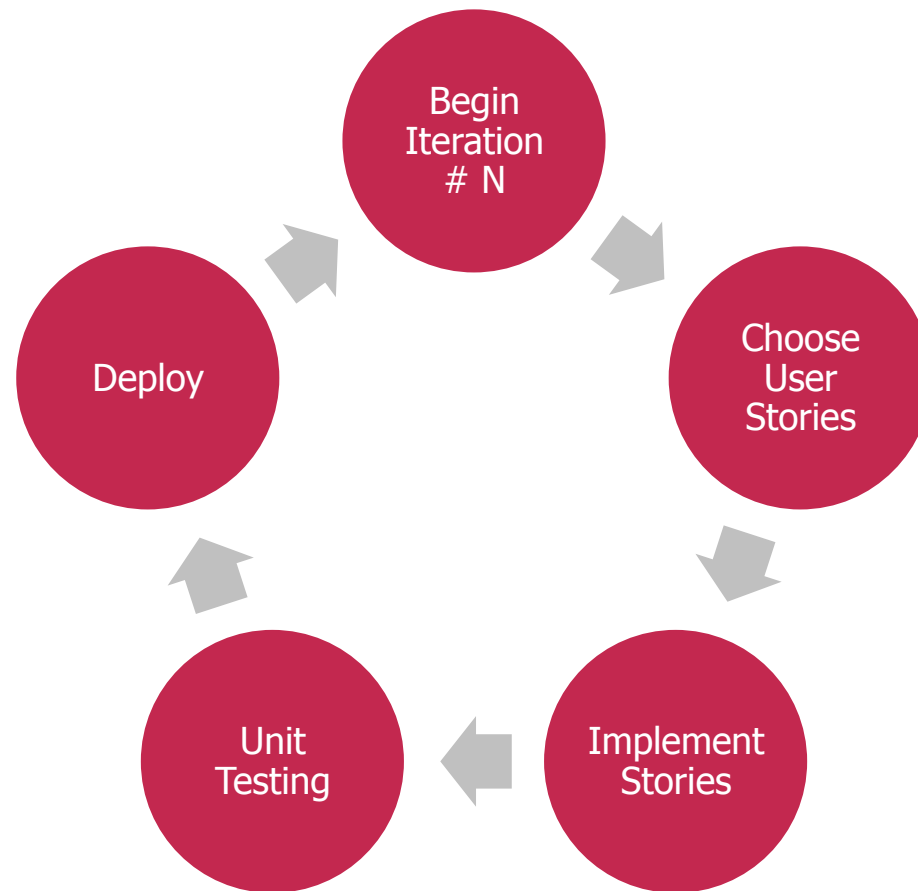 Begin
Iteration
# N
Choose
User
Stories
Implement
Stories
Unit
Testing
Deploy